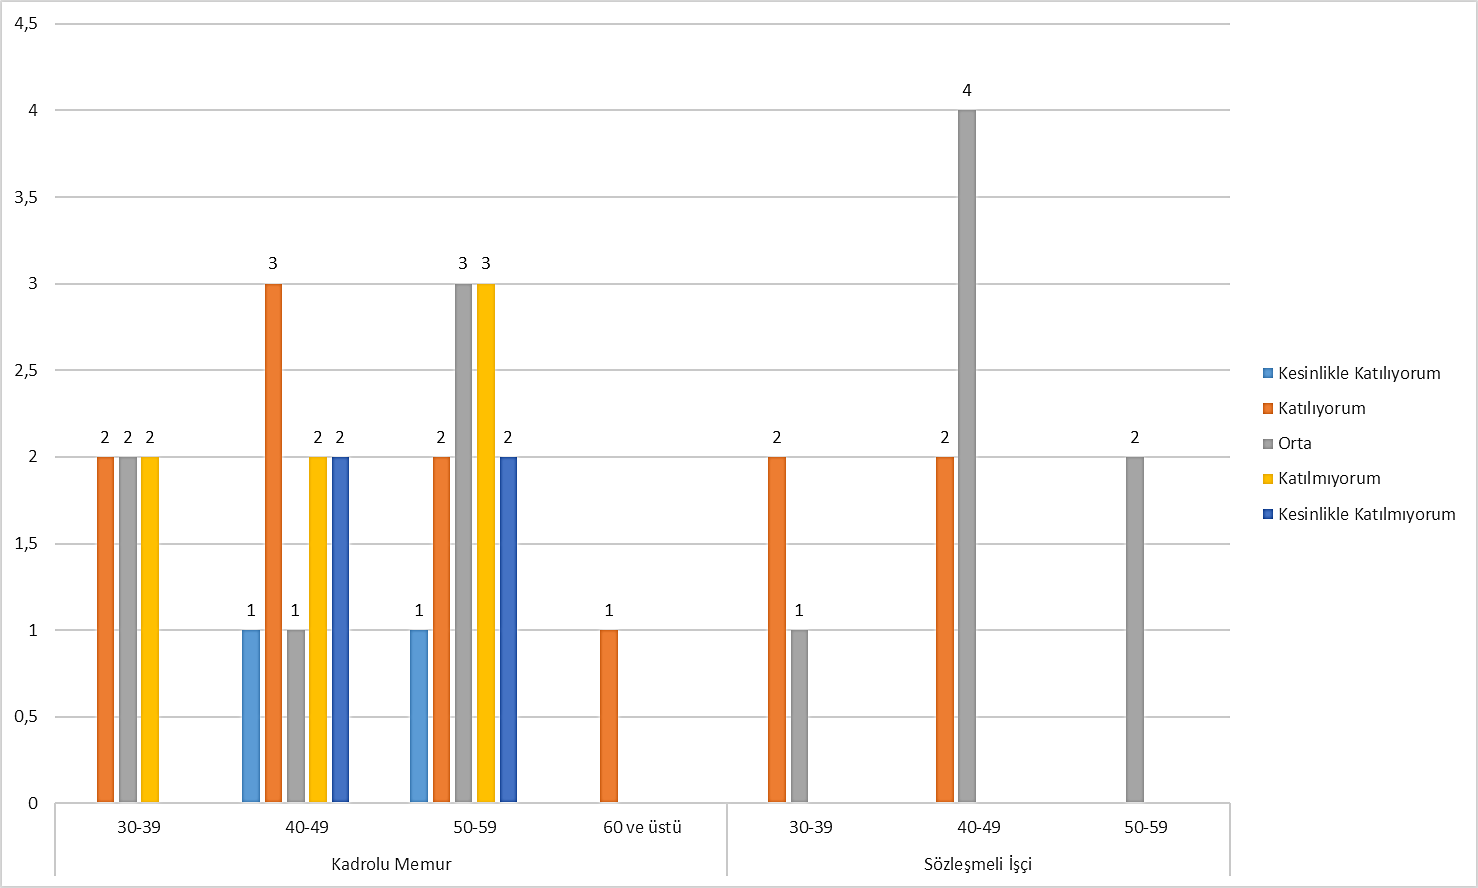 4,5
4
3,5
3
2,5
2
1,5
1
0,5
0
2 2 2
1 3 1 2 2
1 2 3 3 2
1
2 1
2 4
2
30-39 40-49 50-59 60 ve üstü 30-39 40-49 50-59
Kadrolu Memur Sözleşmeli İşçi
Kesinlikle Katılıyorum
Katılıyorum
Orta
Katılmıyorum
Kesinlikle Katılmıyorum